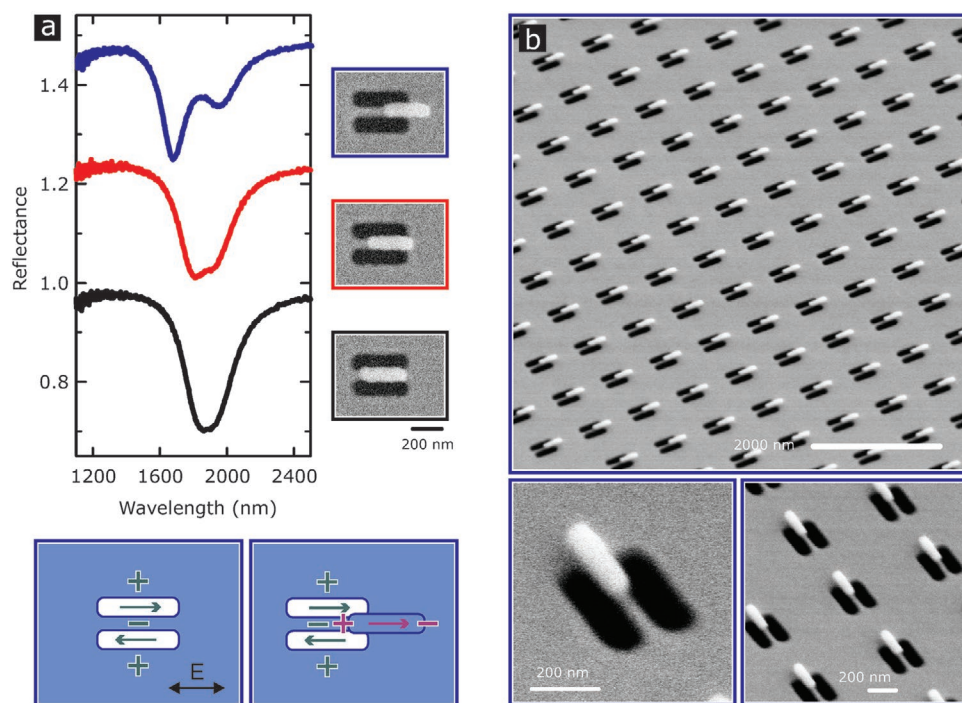 a
1.4
1.2
1.0
0.8
Reflectance
1200 1600 2000 2400
Wavelength (nm)
200 nm
+
−
+
E
+
− + −
+
b
2000 nm
200 nm
200 nm